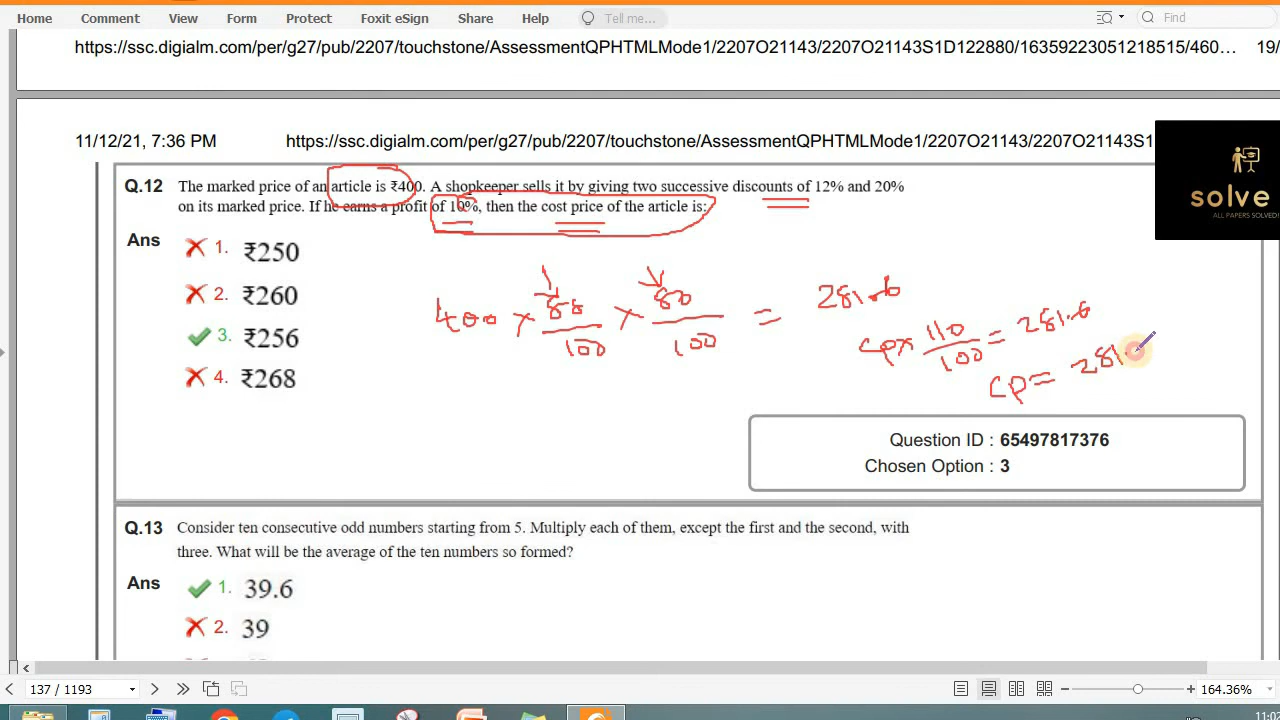 Home Comment View Form Protect Foxit eSign Share Help Tell me... Find
https://ssc.digialm.com/per/g27/pub/2207/touchstone/AssessmentQPHTMLMode1/2207O21143/2207O21143S1D122880/16359223051218515/460... 19/
11/12/21, 7:36 PM https://ssc.digialm.com/per/g27/pub/2207/touchstone/AssessmentQPHTMLMode1/2207O21143/2207O21143S1
solve
ALL PAPERS SOLVED!
Q.12 The marked price of an article is ₹400. A shopkeeper sells it by giving two successive discounts of 12% and 20%
on its marked price. If he earns a profit of 10%, then the cost price of the article is:
Ans 1. ₹250
2. ₹260
3. ₹256
4. ₹268
400 × 88/100 × 80/100 = 281.6
CP× 110/100 = 281.6
CP = 281.
Question ID : 65497817376
Chosen Option : 3
Q.13 Consider ten consecutive odd numbers starting from 5. Multiply each of them, except the first and the second, with
three. What will be the average of the ten numbers so formed?
Ans 1. 39.6
2. 39
137 / 1193 164.36%